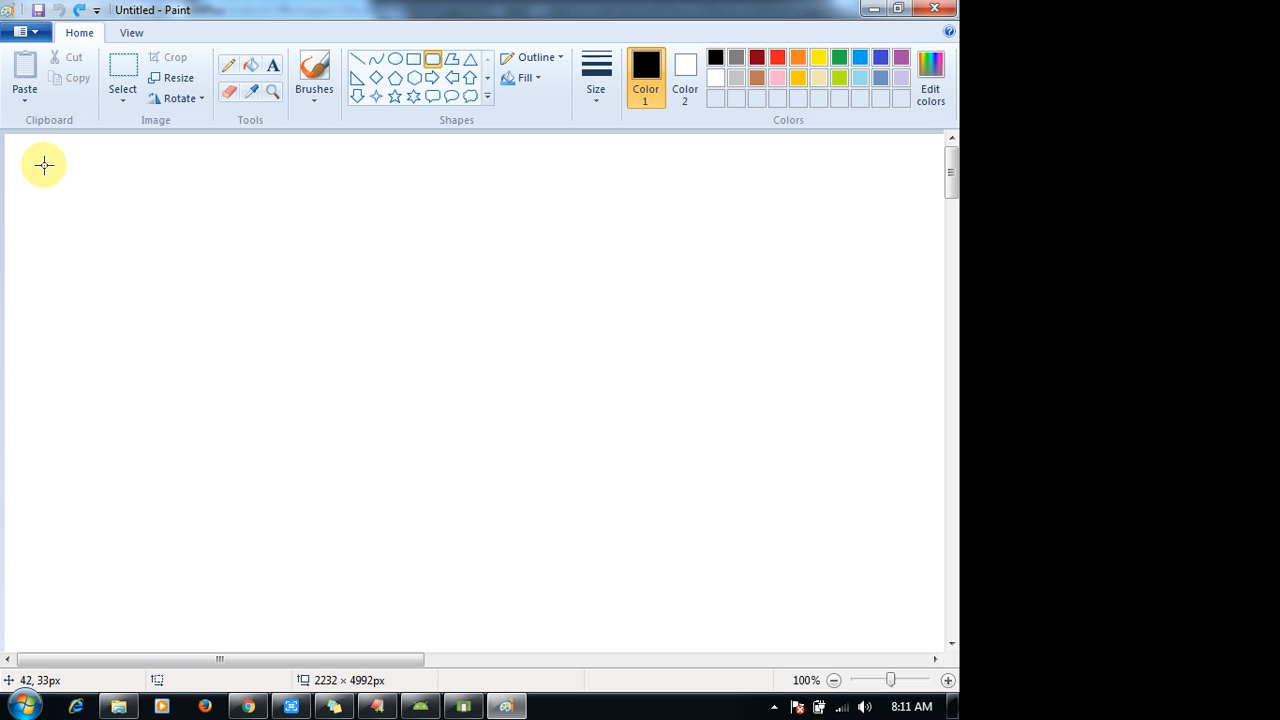 Untitled - Paint
Home View
Paste Cut Copy
Clipboard
Select Crop Resize Rotate
Image
A
Tools
Brushes
Outline Fill
Shapes
Size
Color 1
Color 2
Edit colors
Colors
42, 33px
2232 × 4992px
100%
8:11 AM